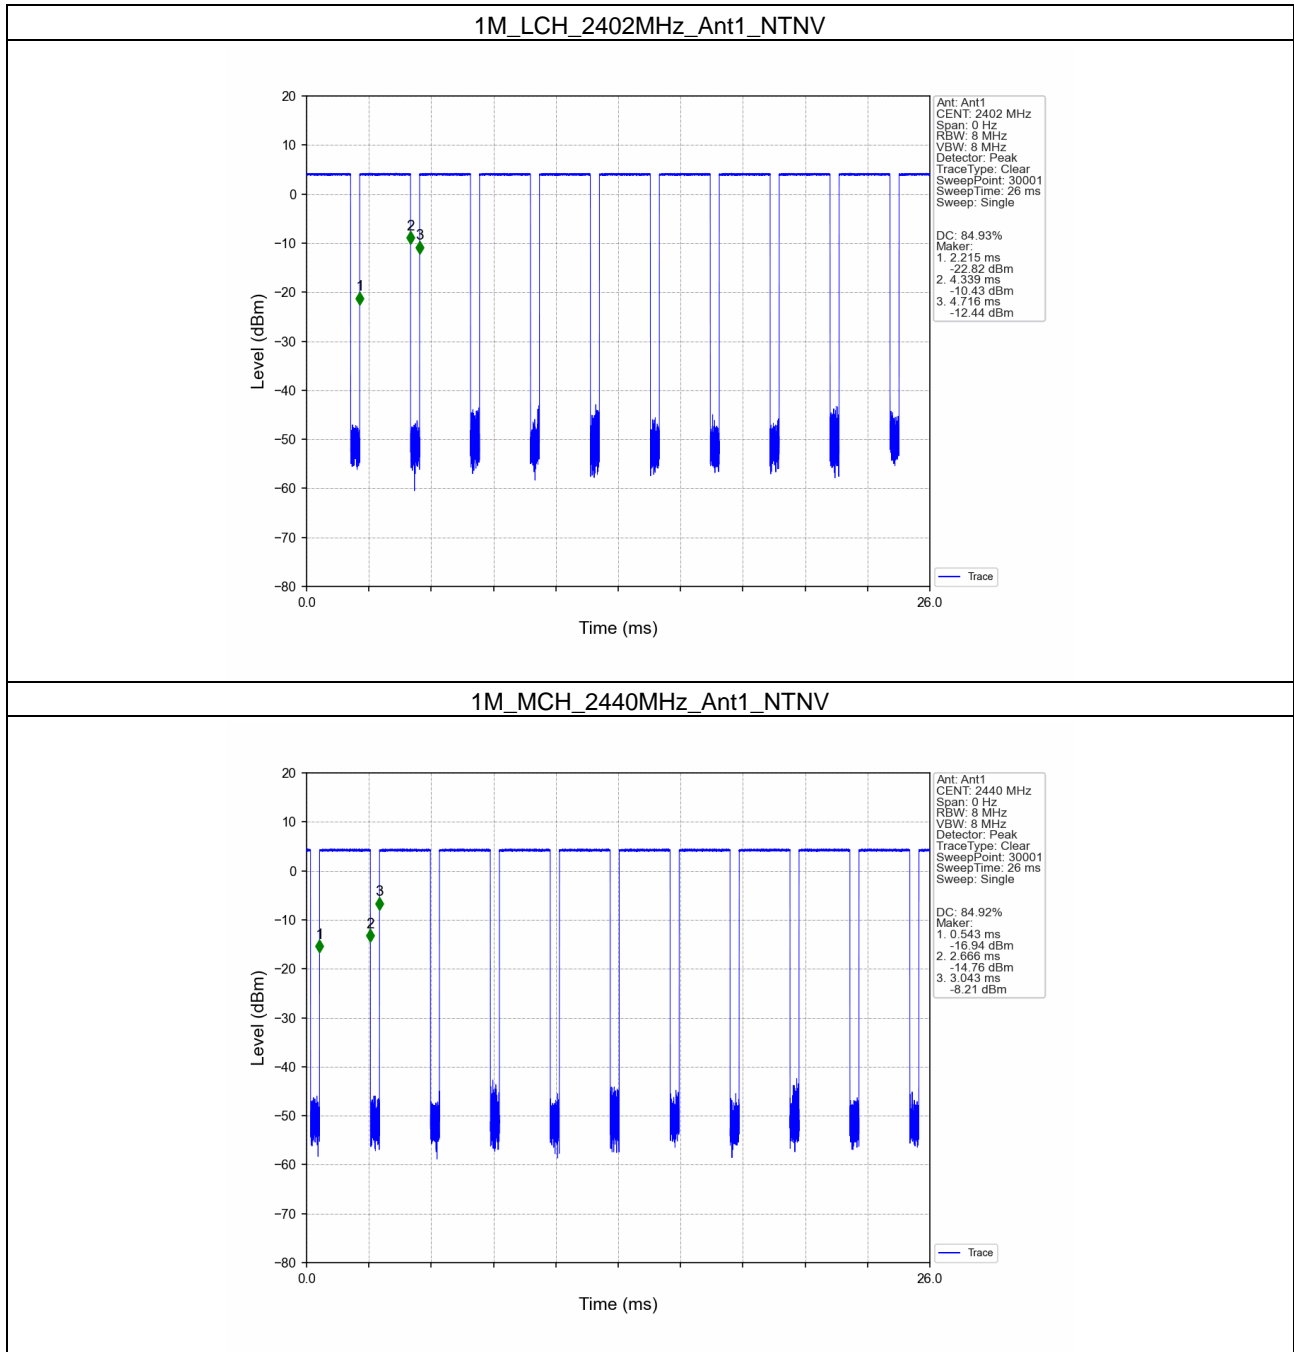 1M_LCH_2402MHz_Ant1_NTNV
20
10
0
−10
−20
−30
−40
−50
−60
−70
−80
Level (dBm)
0.0
26.0
Time (ms)
1
2
3
Ant: Ant1
CENT: 2402 MHz
Span: 0 Hz
RBW: 8 MHz
VBW: 8 MHz
Detector: Peak
TraceType: Clear
SweepPoint: 30001
SweepTime: 26 ms
Sweep: Single
DC: 84.93%
Maker:
1. 2.215 ms
-22.82 dBm
2. 4.339 ms
-10.43 dBm
3. 4.716 ms
-12.44 dBm
Trace
1M_MCH_2440MHz_Ant1_NTNV
20
10
0
−10
−20
−30
−40
−50
−60
−70
−80
Level (dBm)
0.0
26.0
Time (ms)
1
2
3
Ant: Ant1
CENT: 2440 MHz
Span: 0 Hz
RBW: 8 MHz
VBW: 8 MHz
Detector: Peak
TraceType: Clear
SweepPoint: 30001
SweepTime: 26 ms
Sweep: Single
DC: 84.92%
Maker:
1. 0.543 ms
-16.94 dBm
2. 2.666 ms
-14.76 dBm
3. 3.043 ms
-8.21 dBm
Trace